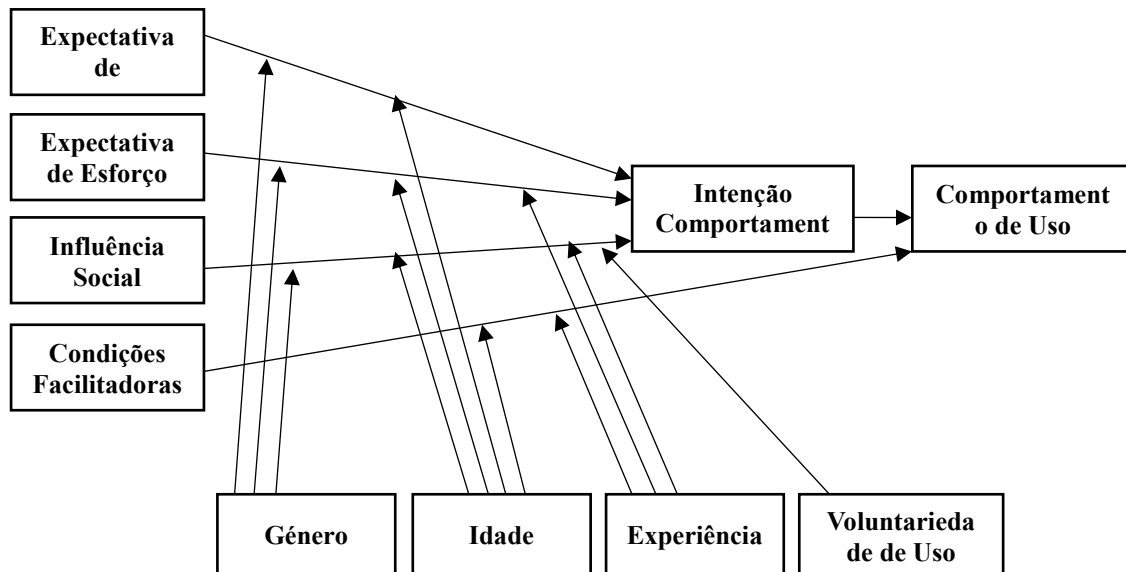 Expectativa
de
Expectativa
de Esforço
Influência
Social
Condições
Facilitadoras
Intenção
Comportament
Comportament
o de Uso
Género
Idade
Experiência
Voluntarieda
de de Uso